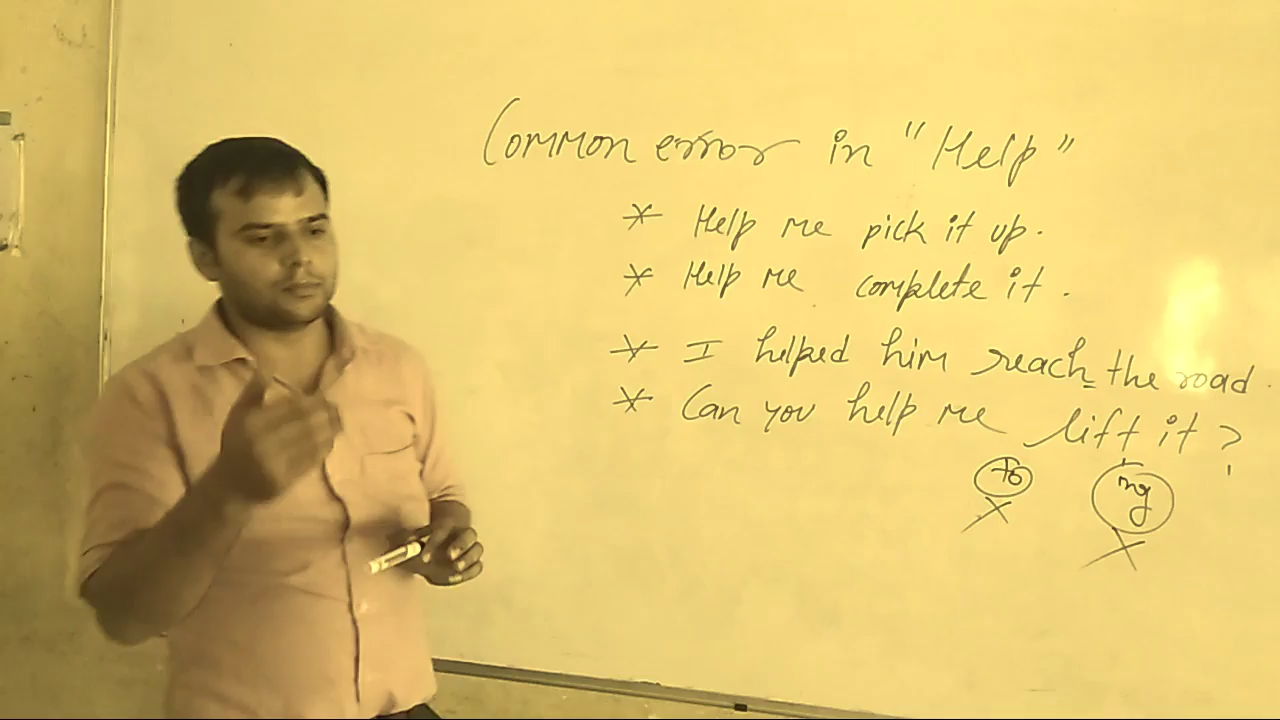 Common error in "Help"
* Help me pick it up.
* Help me complete it.
* I helped him reach the road.
* Can you help me lift it?
to ing
× ×